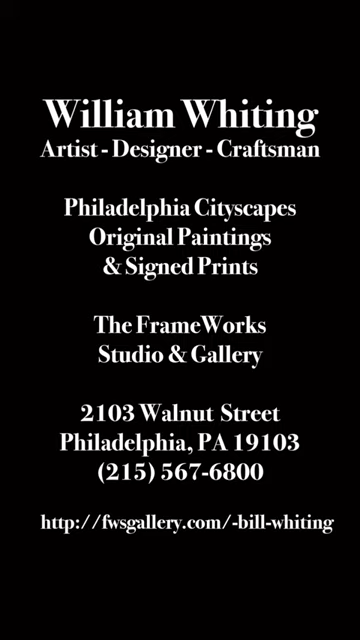 William Whiting
Artist - Designer - Craftsman
Philadelphia Cityscapes
Original Paintings
& Signed Prints
The FrameWorks
Studio & Gallery
2103 Walnut Street
Philadelphia, PA 19103
(215) 567-6800
http://fwsgallery.com/-bill-whiting